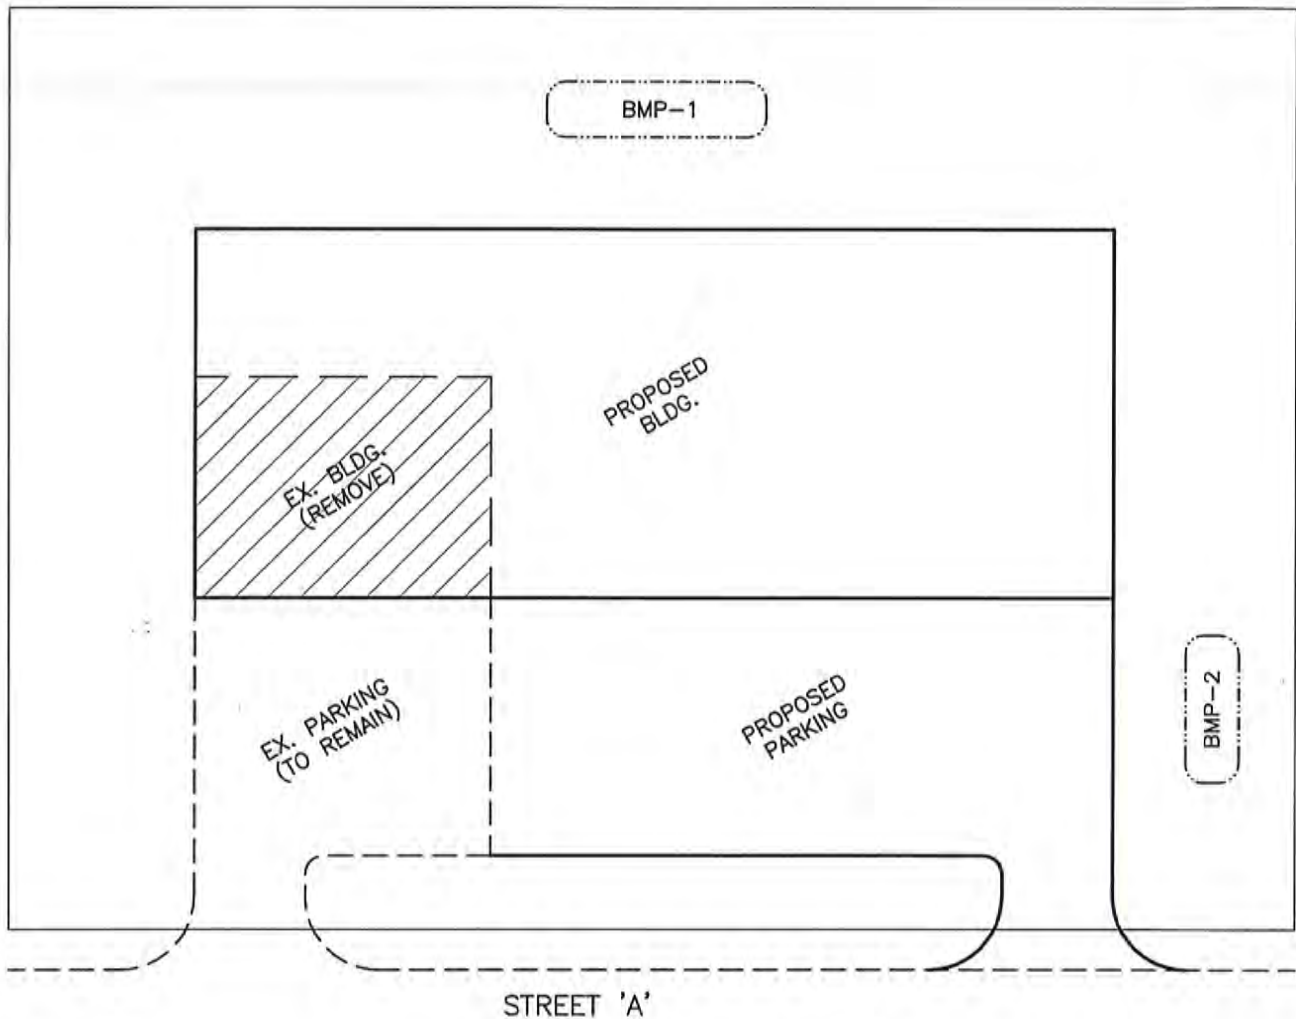 BMP-1
PROPOSED
BLDG.
EX. BLDG.
(REMOVE)
EX. PARKING
(TO REMAIN)
PROPOSED
PARKING
BMP-2
STREET 'A'